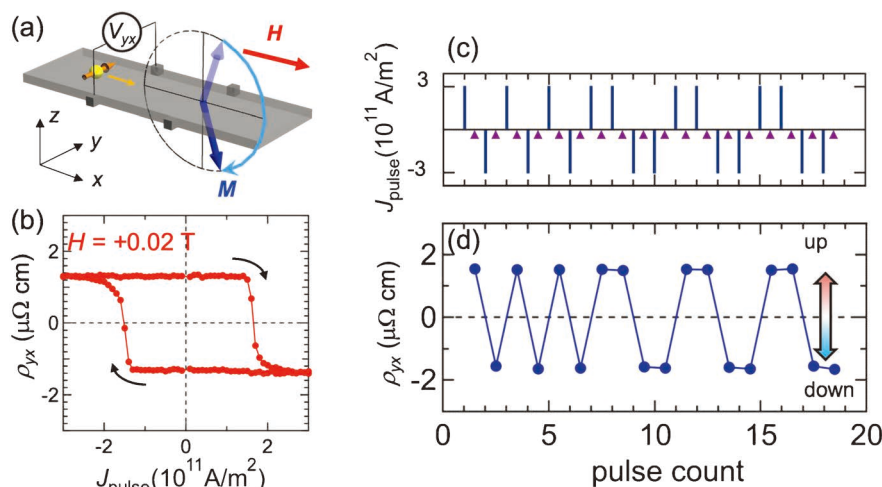 (a)
V_yx
H
z
y
x
M
(b)
H = +0.02 T
ρ_yx (μΩ cm)
2
0
-2
-2
0
2
J_pulse(10^11 A/m^2)
(c)
J_pulse(10^11 A/m^2)
3
-3
(d)
up
down
ρ_yx (μΩ cm)
2
0
-2
0
5
10
15
20
pulse count